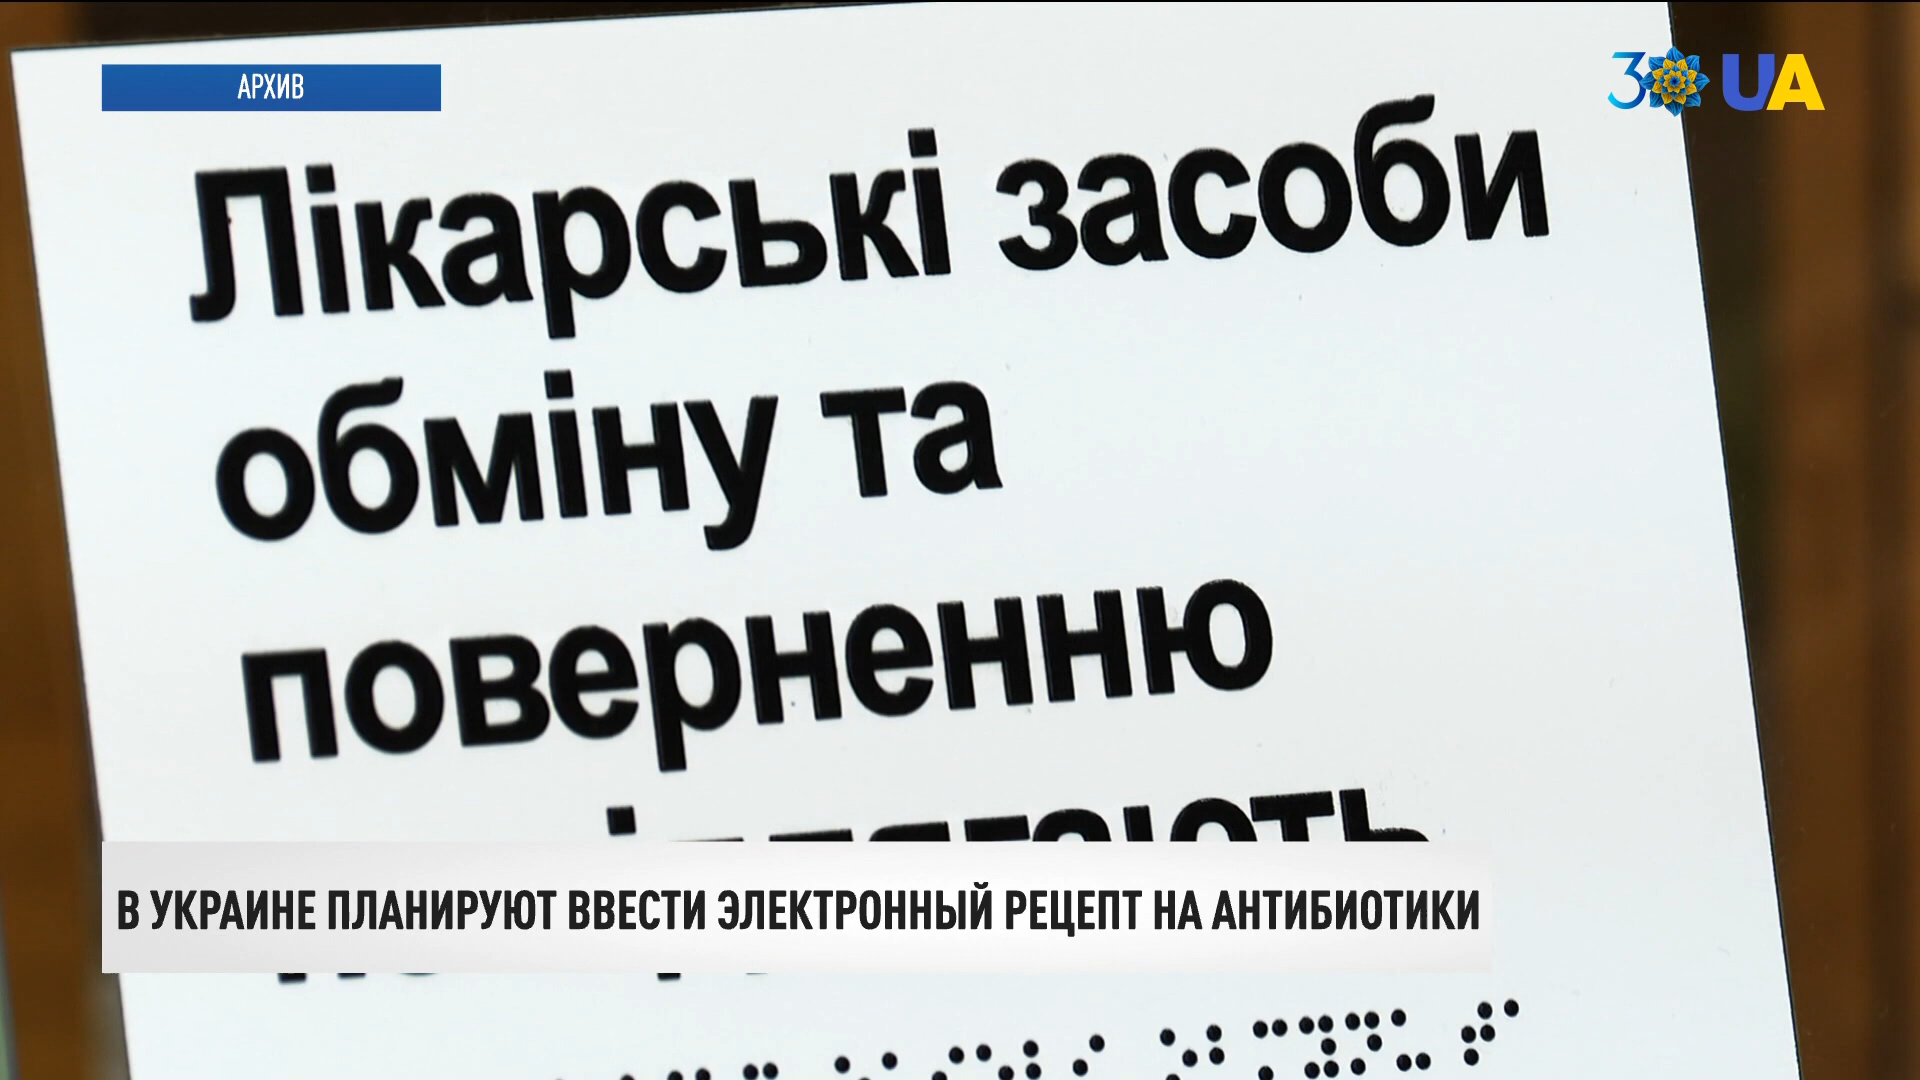 АРХИВ
30 UA
Лікарські засоби
обміну та
поверненню
В УКРАИНЕ ПЛАНИРУЮТ ВВЕСТИ ЭЛЕКТРОННЫЙ РЕЦЕПТ НА АНТИБИОТИКИ